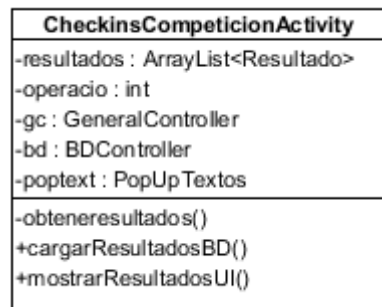 CheckinsCompeticionActivity
-resultados : ArrayList<Resultado>
-operacio : int
-gc : GeneralController
-bd : BDController
-poptext : PopUpTextos
-obteneresultados()
+cargarResultadosBD()
+mostrarResultadosUI()